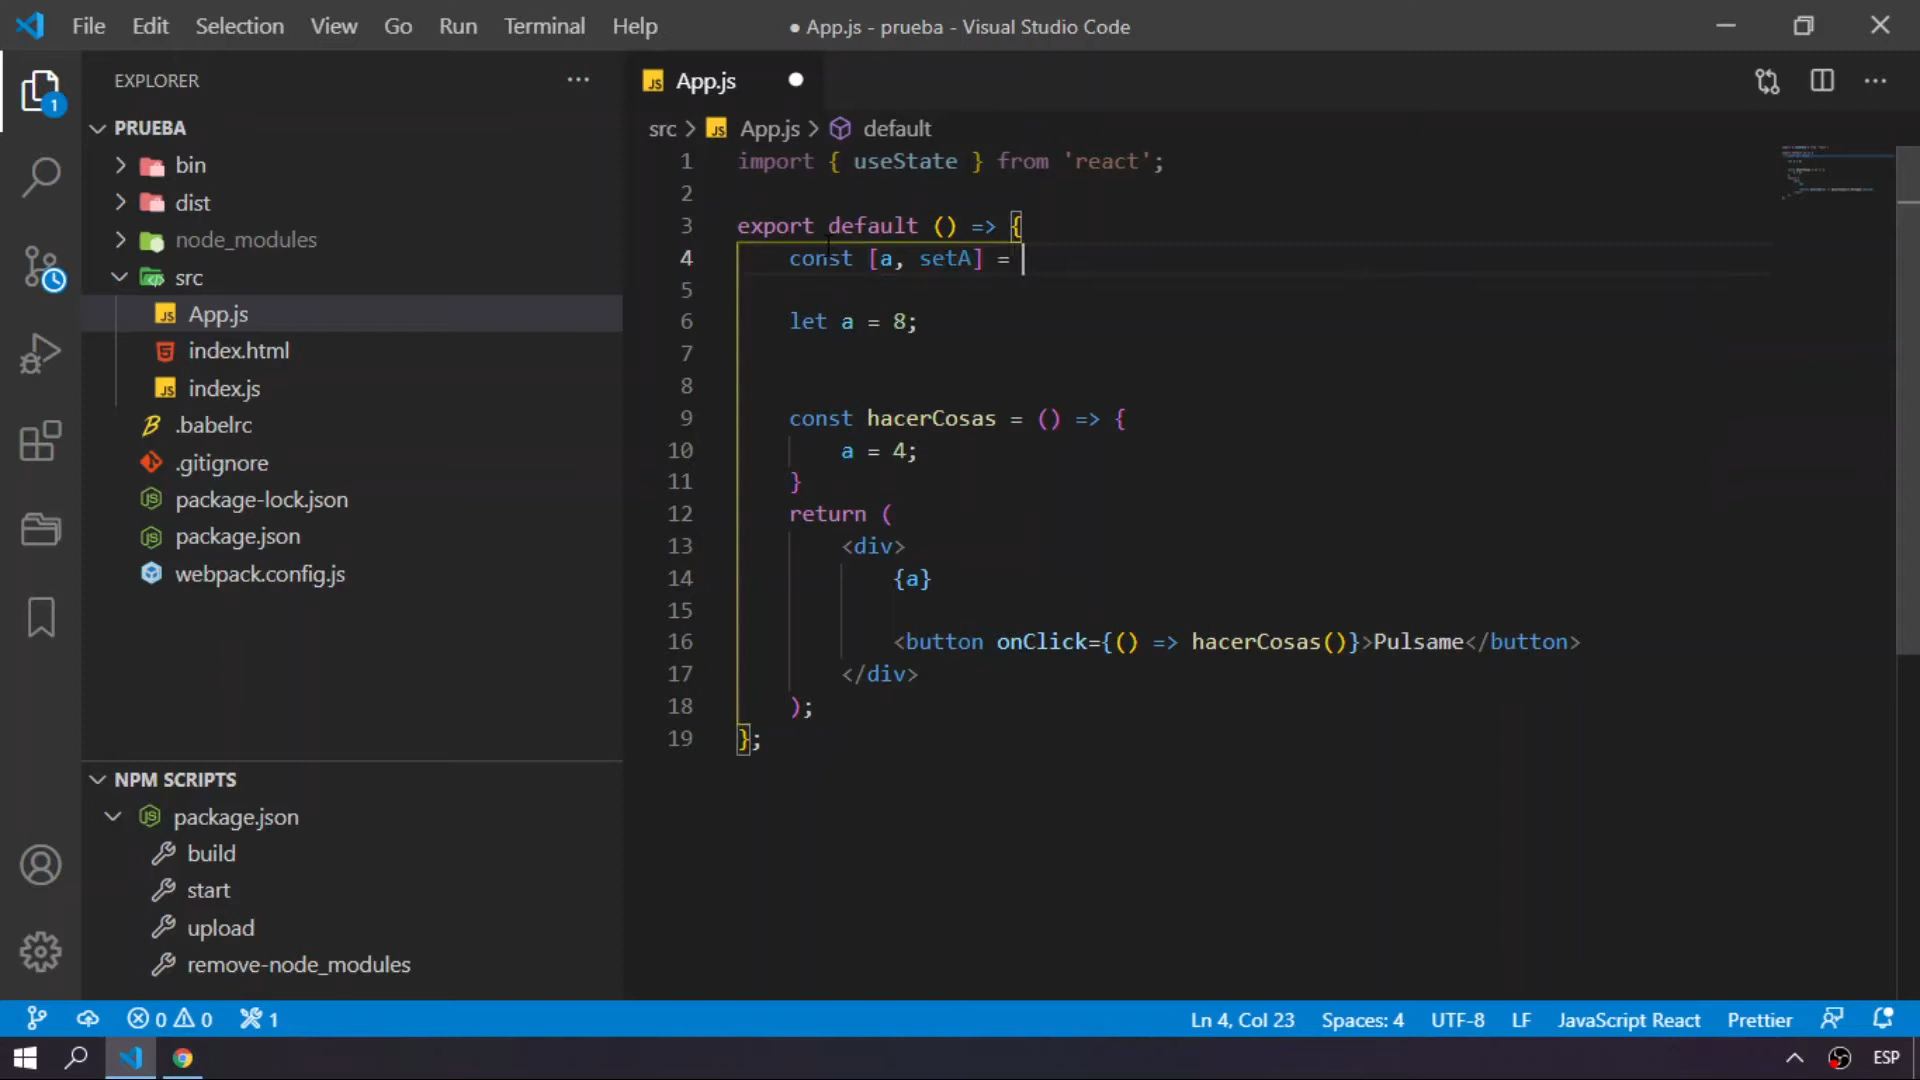 File Edit Selection View Go Run Terminal Help
● App.js - prueba - Visual Studio Code
EXPLORER
PRUEBA
bin
dist
node_modules
src
App.js
index.html
index.js
.babelrc
.gitignore
package-lock.json
package.json
webpack.config.js
NPM SCRIPTS
package.json
build
start
upload
remove-node_modules
1
JS App.js
src > JS App.js > default
1 import { useState } from 'react';
2
3 export default () => {
4 const [a, setA] =
5
6 let a = 8;
7
8
9 const hacerCosas = () => {
10 a = 4;
11 }
12 return (
13 <div>
14 {a}
15
16 <button onClick={() => hacerCosas()}>Pulsame</button>
17 </div>
18 );
19 };
0 0 1
Ln 4, Col 23 Spaces: 4 UTF-8 LF JavaScript React Prettier
ESP